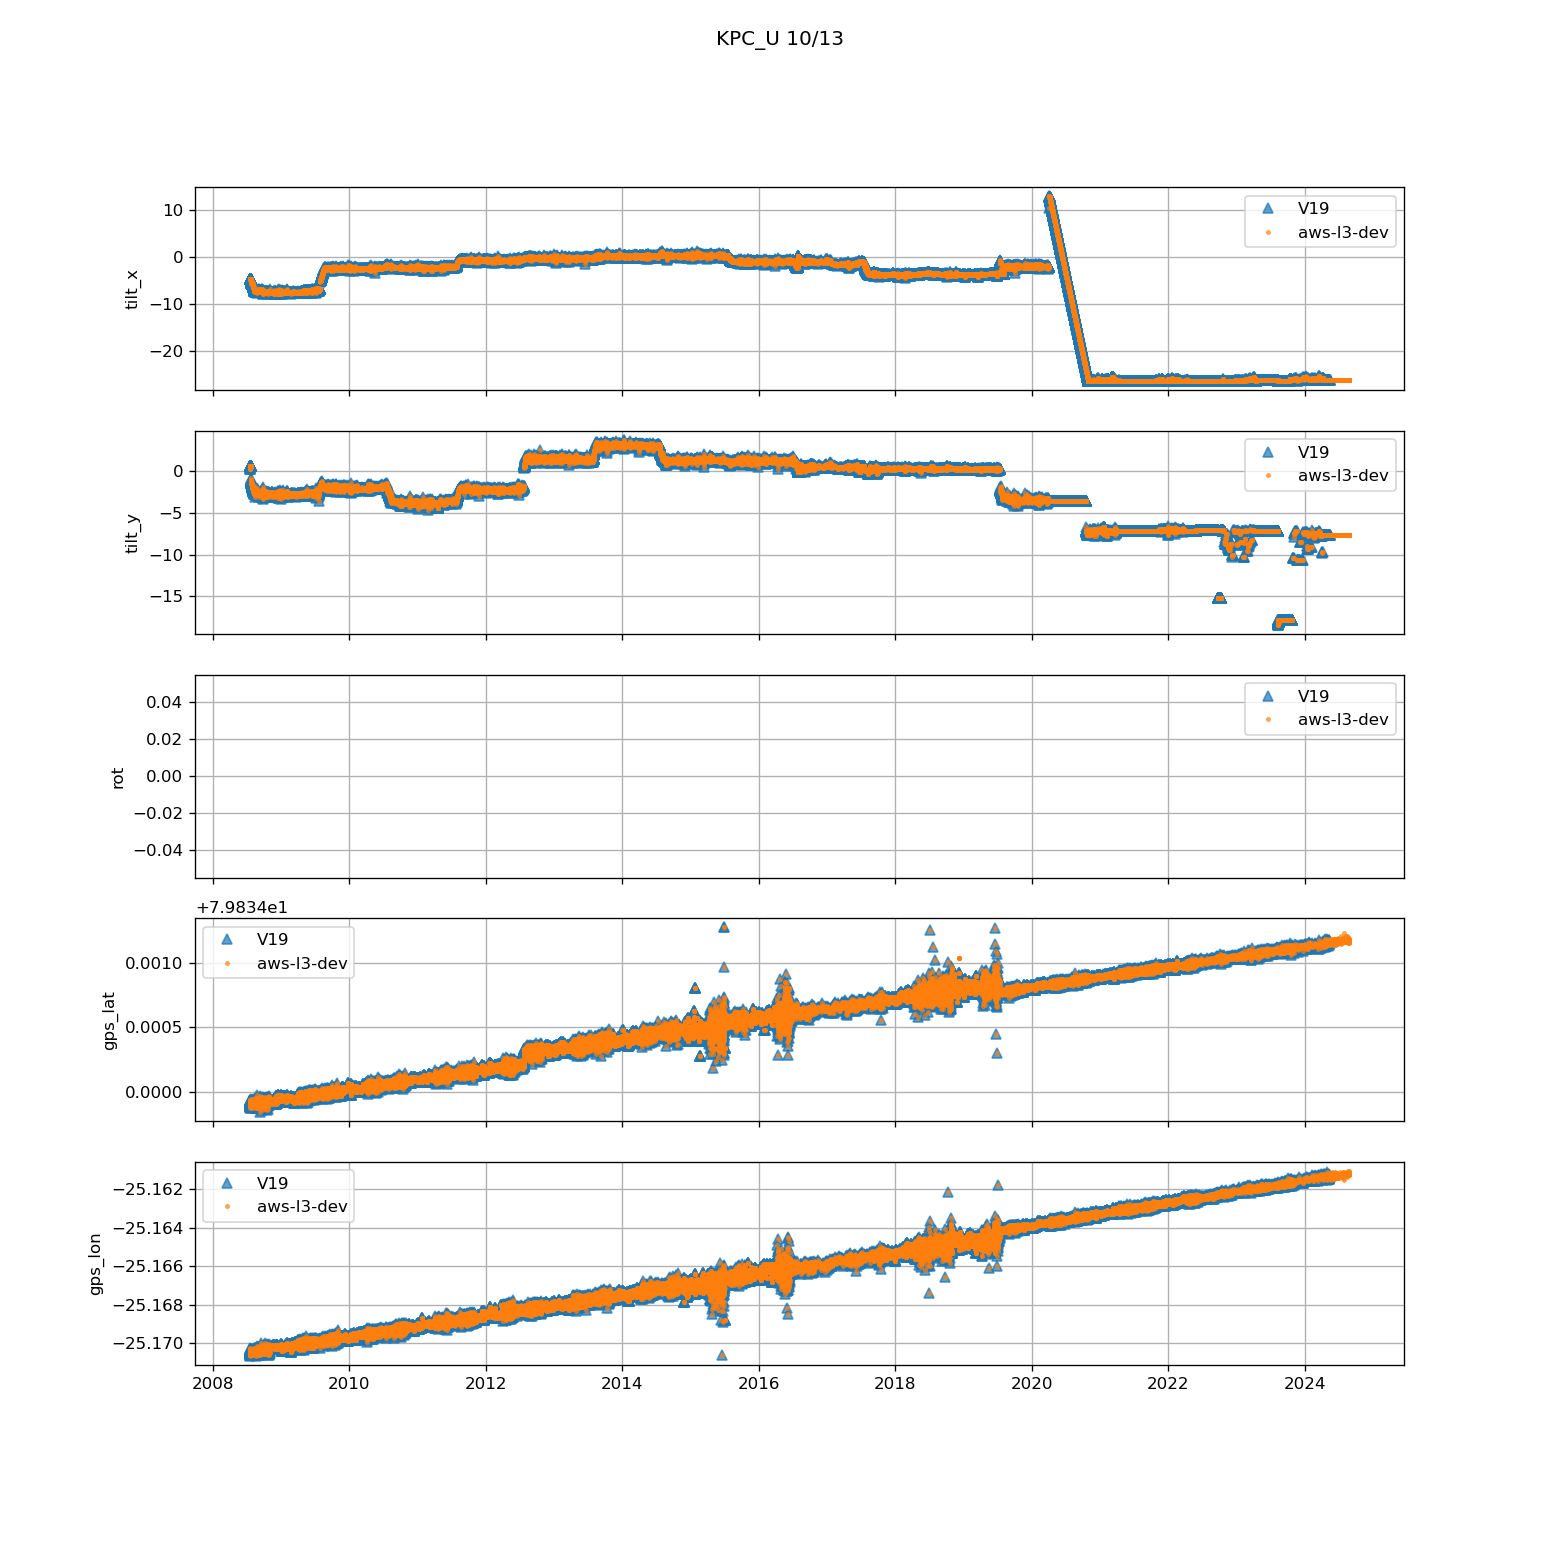 KPC_U 10/13
10
0
−10
−20
tilt_x
V19
aws-l3-dev
0
−5
−10
−15
tilt_y
V19
aws-l3-dev
0.04
0.02
0.00
−0.02
−0.04
rot
V19
aws-l3-dev
+7.9834e1
0.0010
0.0005
0.0000
gps_lat
V19
aws-l3-dev
−25.162
−25.164
−25.166
−25.168
−25.170
gps_lon
V19
aws-l3-dev
2008 2010 2012 2014 2016 2018 2020 2022 2024